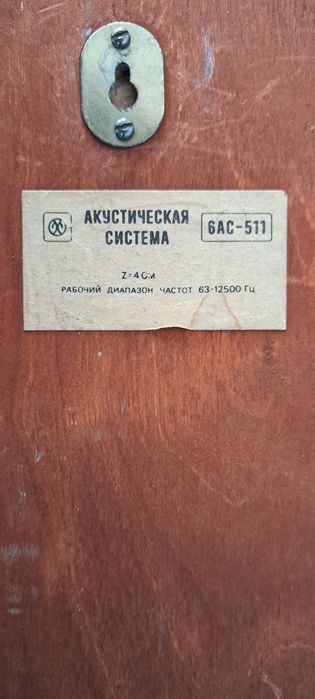 АКУСТИЧЕСКАЯ
СИСТЕМА
6АС-511
Z=4 Ом
РАБОЧИЙ ДИАПАЗОН ЧАСТОТ 63-12500 Гц